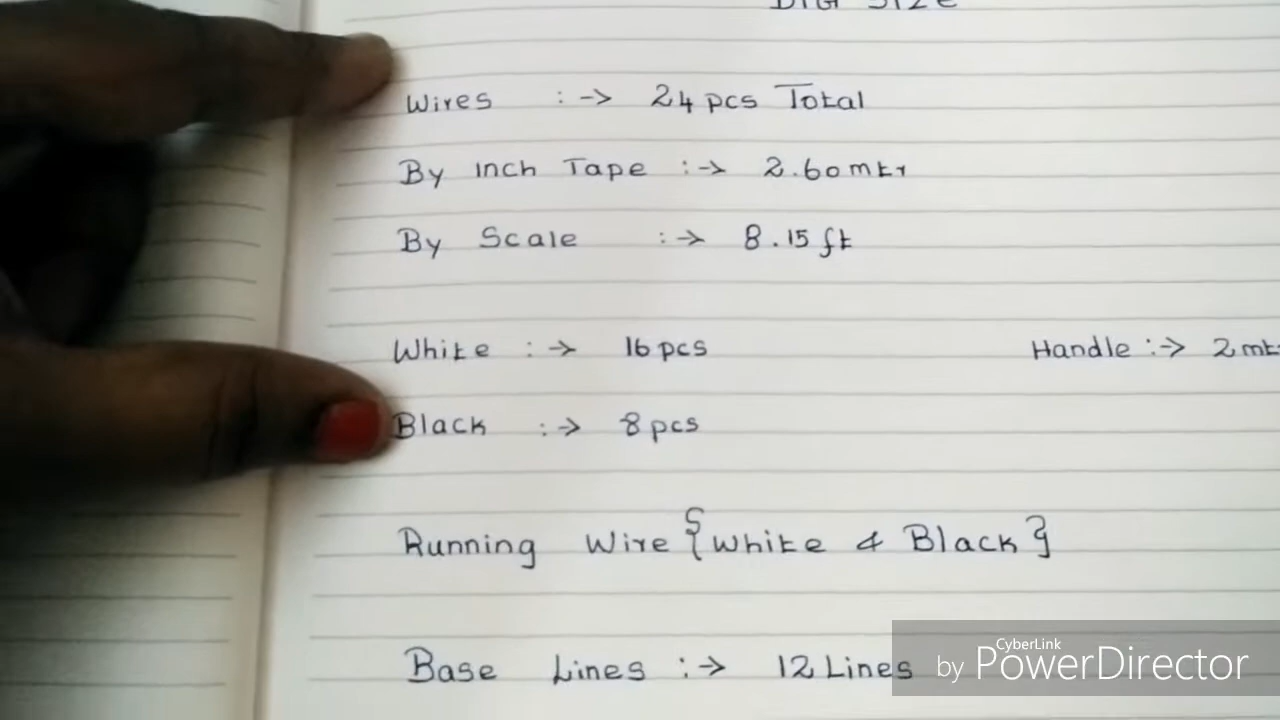 Wires :-> 24 pcs Total
By Inch Tape :-> 2.60 mtr
By Scale :-> 8.15 ft
White :-> 16 pcs Handle :-> 2 mt
Black :-> 8 pcs
Running Wire {White & Black}
Base Lines :-> 12 Lines
CyberLink
by PowerDirector